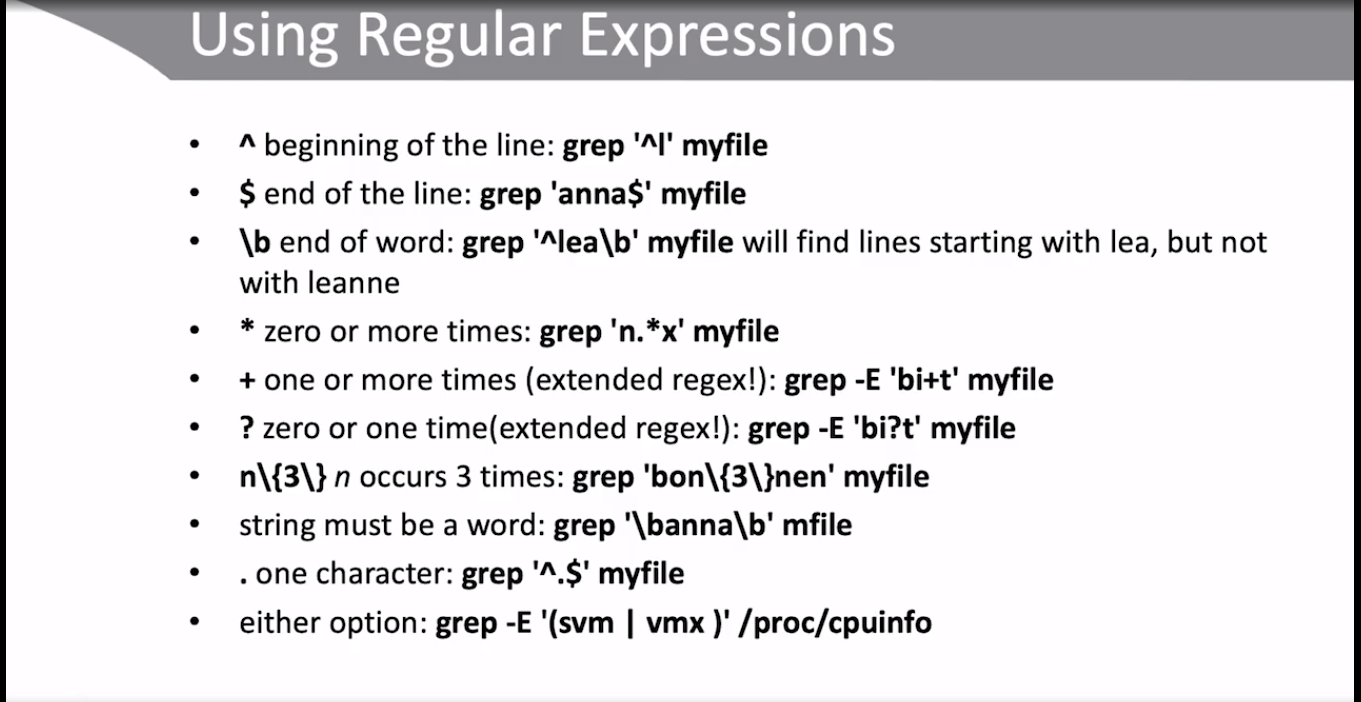 Using Regular Expressions
• ^ beginning of the line: grep '^l' myfile
• $ end of the line: grep 'anna$' myfile
• \b end of word: grep '^lea\b' myfile will find lines starting with lea, but not
with leanne
• * zero or more times: grep 'n.*x' myfile
• + one or more times (extended regex!): grep -E 'bi+t' myfile
• ? zero or one time(extended regex!): grep -E 'bi?t' myfile
• n\{3\} n occurs 3 times: grep 'bon\{3\}nen' myfile
• string must be a word: grep '\banna\b' mfile
• . one character: grep '^.$' myfile
• either option: grep -E '(svm | vmx )' /proc/cpuinfo